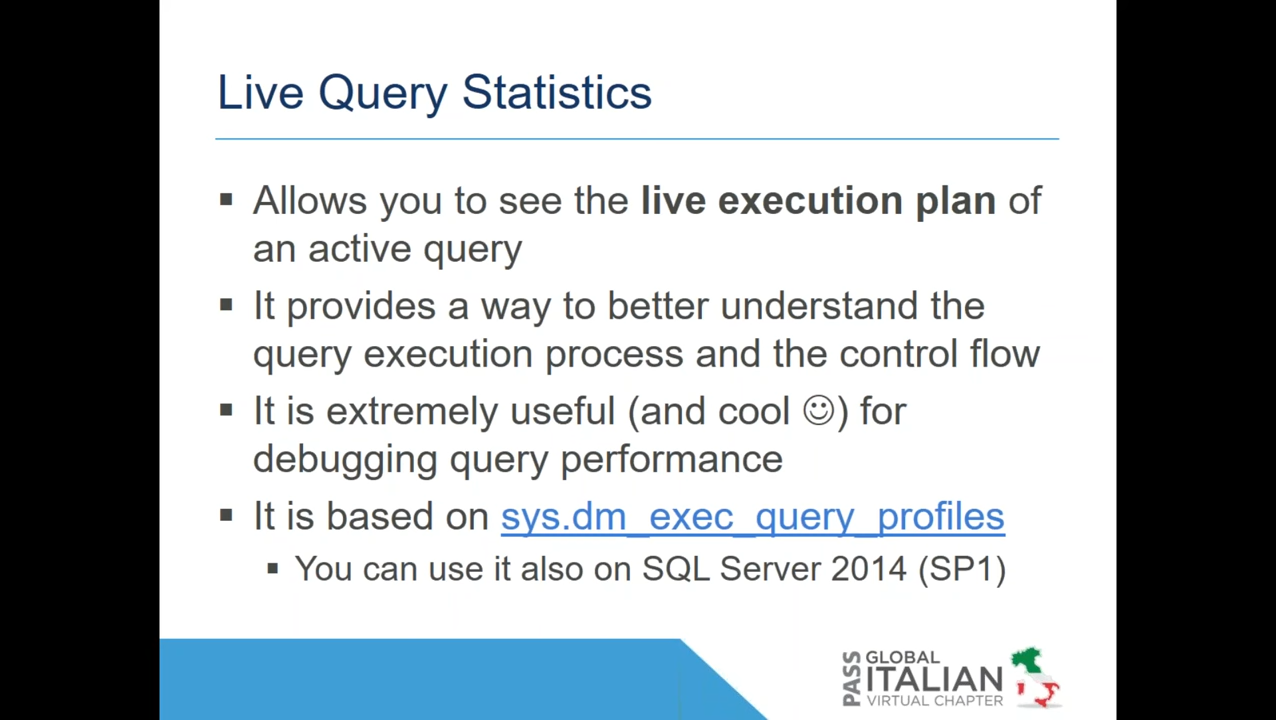 Live Query Statistics
▪ Allows you to see the live execution plan of
an active query
▪ It provides a way to better understand the
query execution process and the control flow
▪ It is extremely useful (and cool ☺) for
debugging query performance
▪ It is based on sys.dm_exec_query_profiles
▪ You can use it also on SQL Server 2014 (SP1)
PASS
GLOBAL
ITALIAN
VIRTUAL CHAPTER